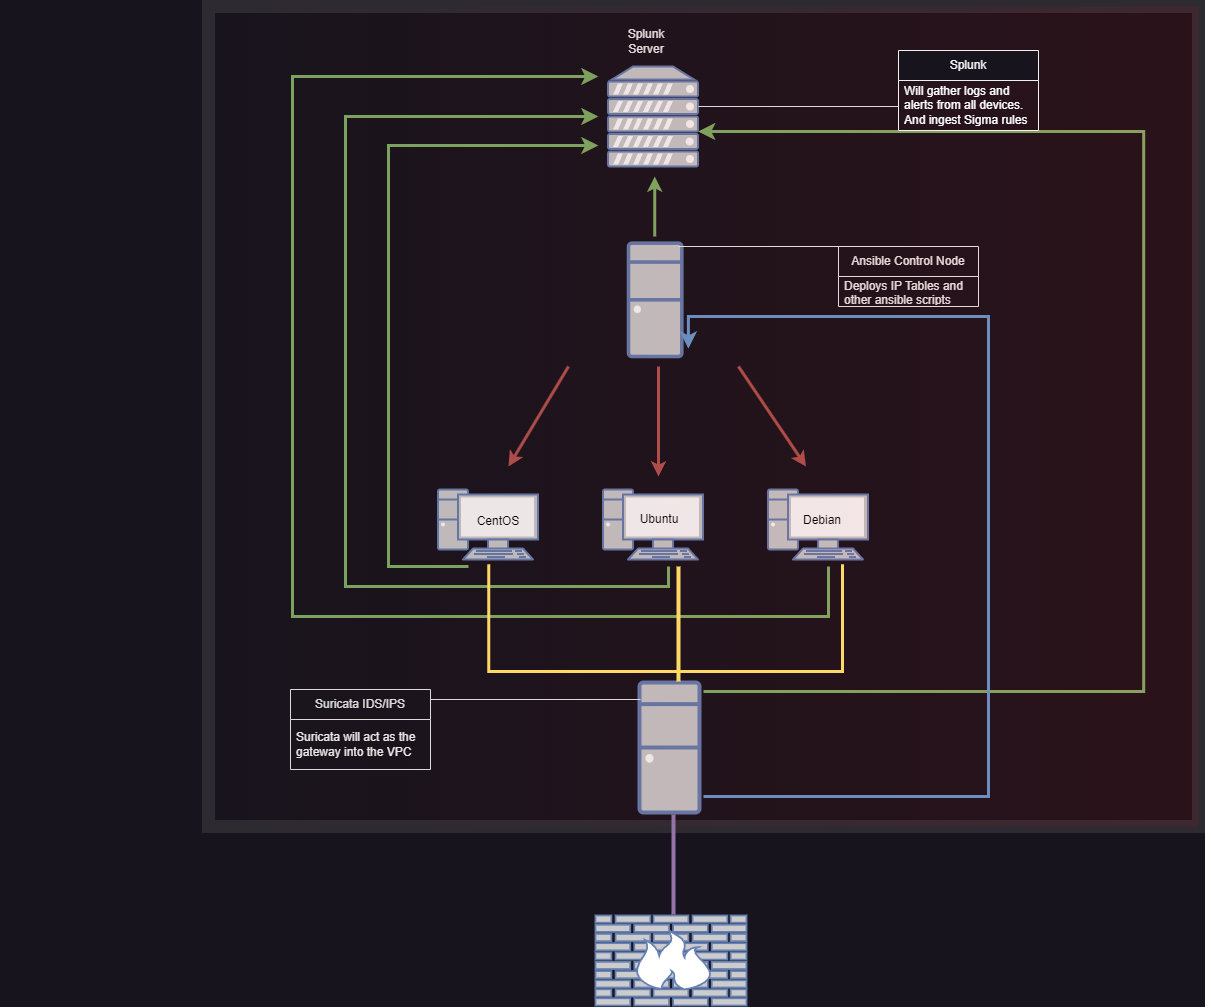 Splunk
Server
Splunk
Will gather logs and
alerts from all devices.
And ingest Sigma rules
Ansible Control Node
Deploys IP Tables and
other ansible scripts
CentOS
Ubuntu
Debian
Suricata IDS/IPS
Suricata will act as the
gateway into the VPC